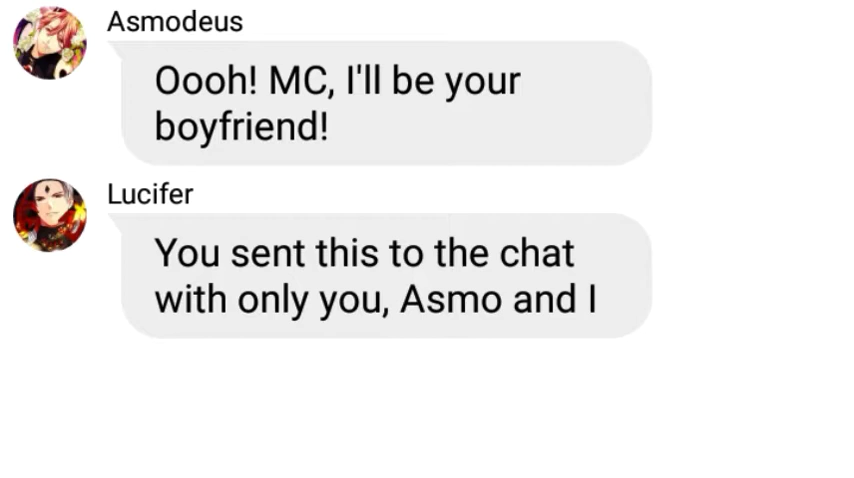 Asmodeus
Oooh! MC, I'll be your
boyfriend!
Lucifer
You sent this to the chat
with only you, Asmo and I